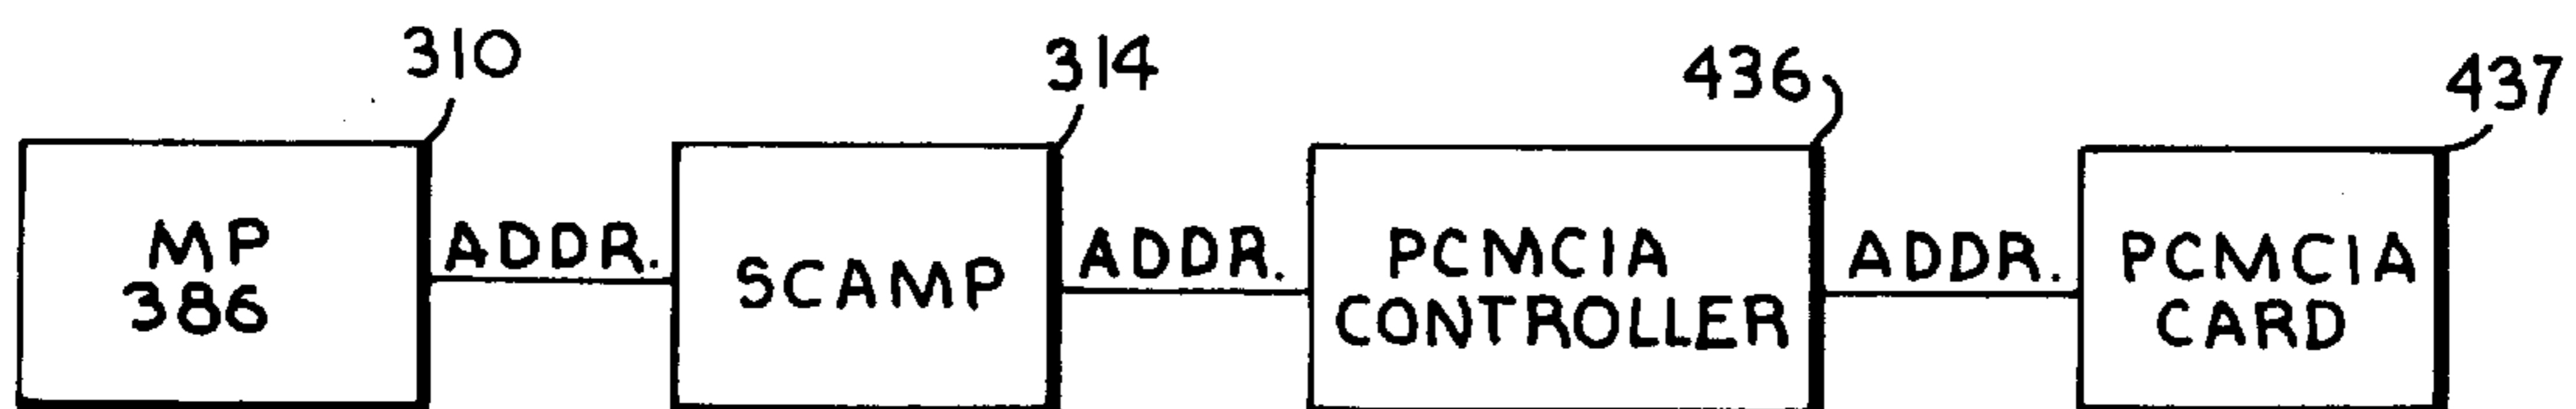 310
314
436
437
MP
386
ADDR.
SCAMP
ADDR.
PCMCIA
CONTROLLER
ADDR.
PCMCIA
CARD